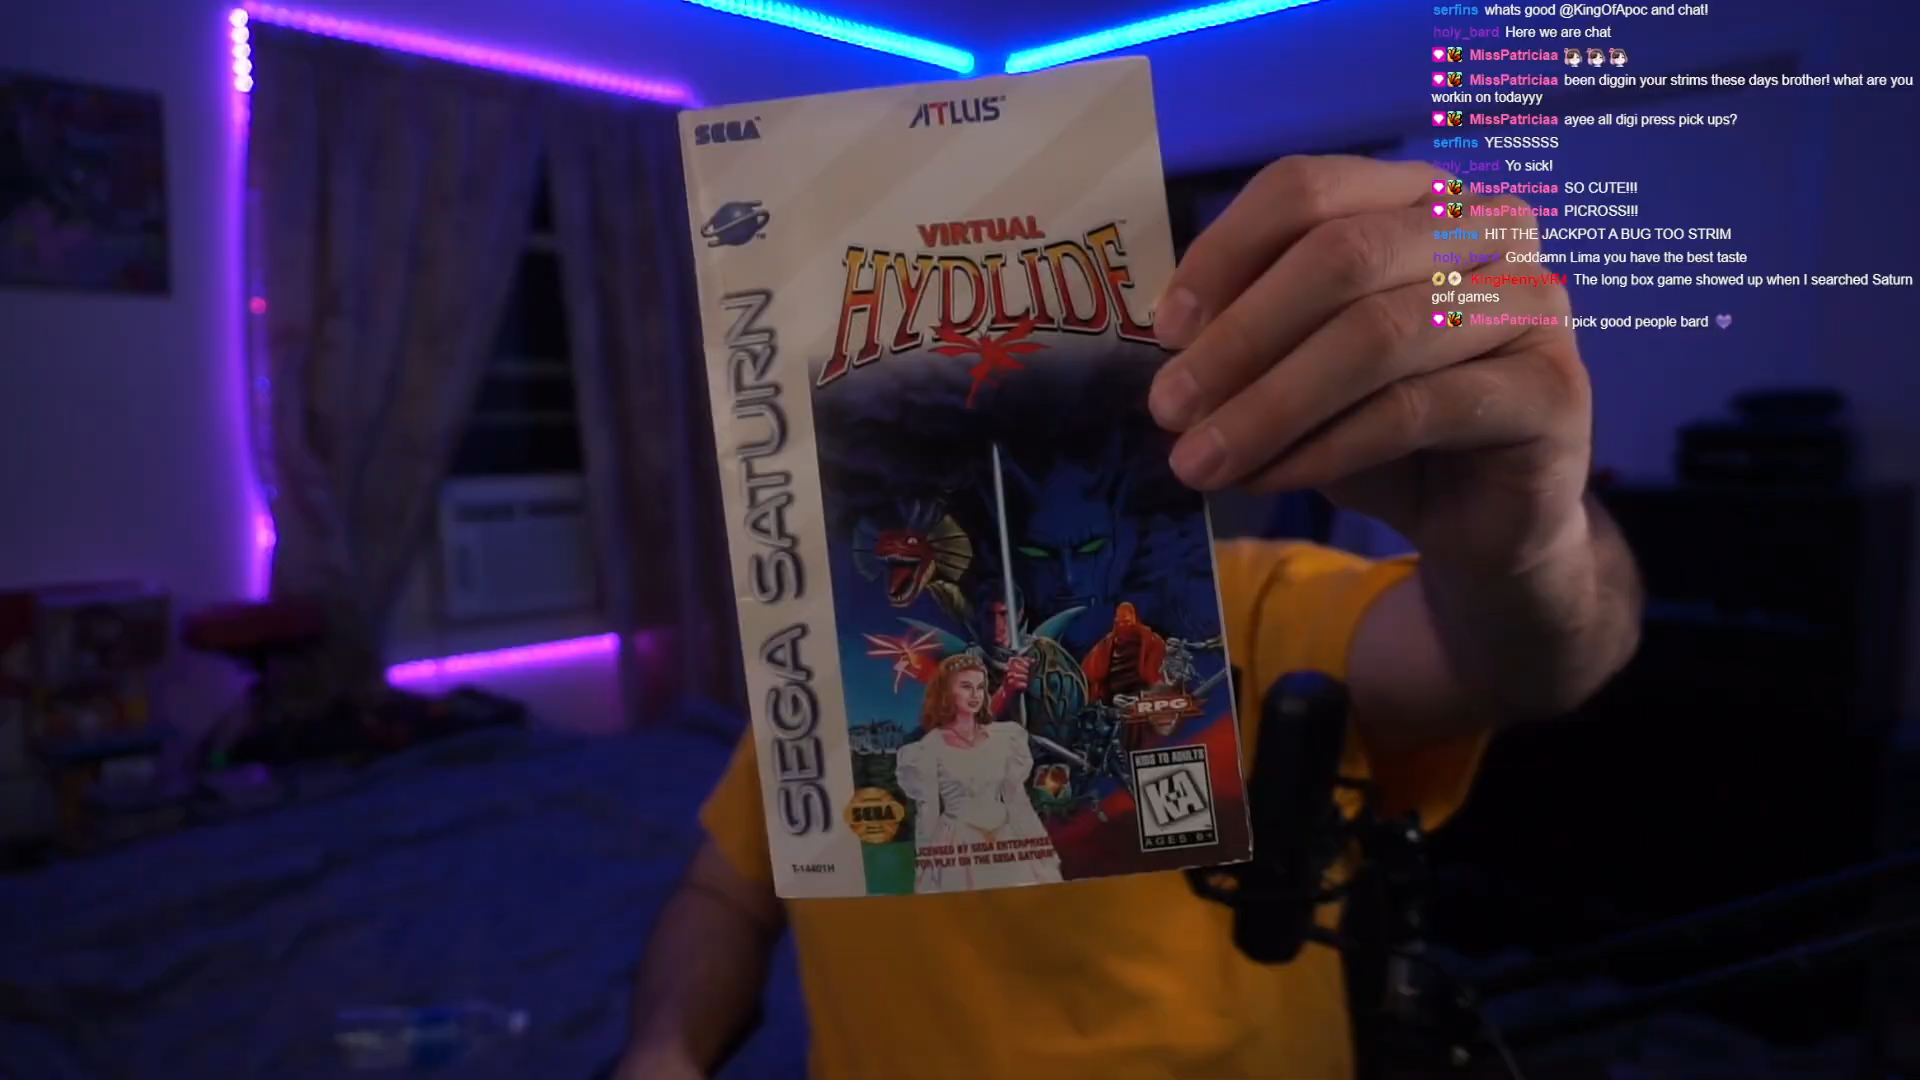 serfins whats good @KingOfApoc and chat!
holy_bard Here we are chat
MissPatriciaa
MissPatriciaa been diggin your strims these days brother! what are you
workin on todayyy
MissPatriciaa ayee all digi press pick ups?
serfins YESSSSSS
holy_bard Yo sick!
MissPatriciaa SO CUTE!!!
MissPatriciaa PICROSS!!!
serfins HIT THE JACKPOT A BUG TOO STRIM
holy_bard Goddamn Lima you have the best taste
KingHenryVR4 The long box game showed up when I searched Saturn
golf games
MissPatriciaa I pick good people bard
SEGA™
ATLUS
™
SEGA SATURN
VIRTUAL
HYDLIDE™
RPG
KIDS TO ADULTS
K-A
AGES 6+
SEGA
LICENSED BY SEGA ENTERPRISES
FOR PLAY ON THE SEGA SATURN
T-14401H